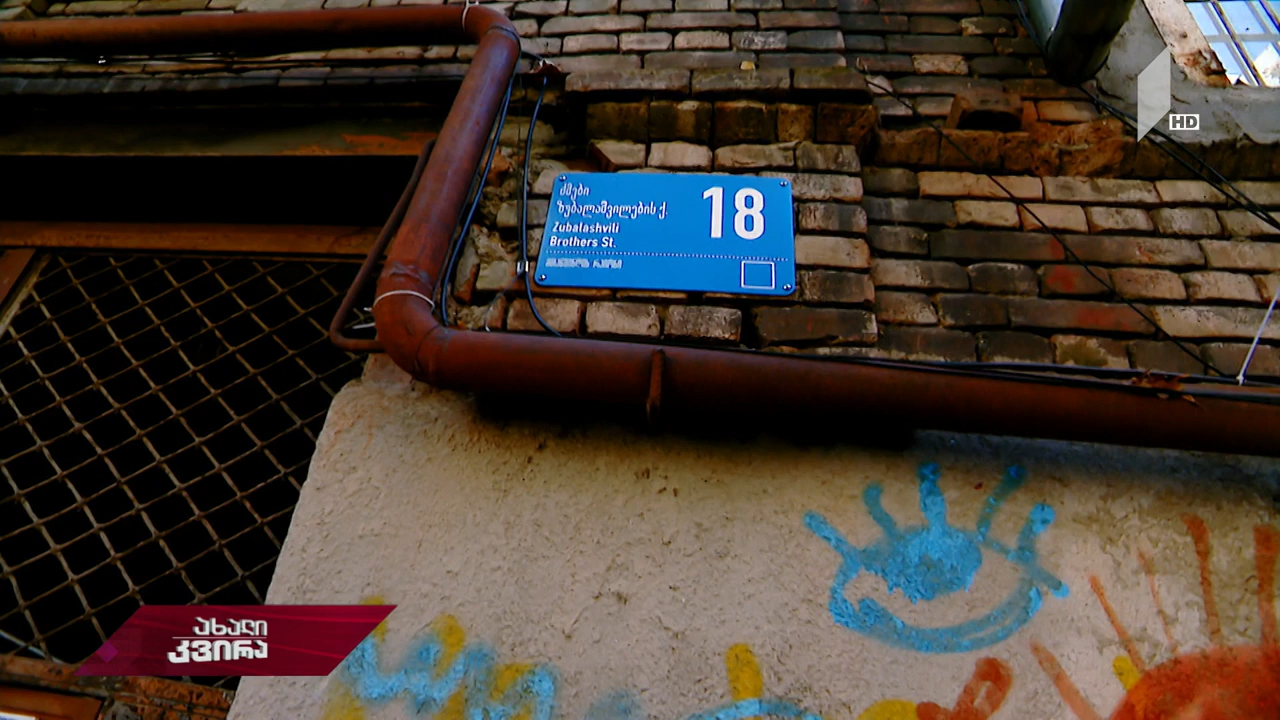 ძმები
ზუბალაშვილების ქ.
Zubalashvili
Brothers St.
18
HD
ახალი
კვირა